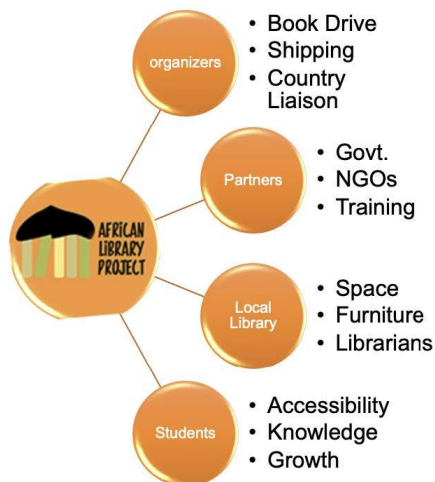 organizers
• Book Drive
• Shipping
• Country
Liaison
Partners
• Govt.
• NGOs
• Training
AFRICAN
LIBRARY
PROJECT
Local
Library
• Space
• Furniture
• Librarians
Students
• Accessibility
• Knowledge
• Growth